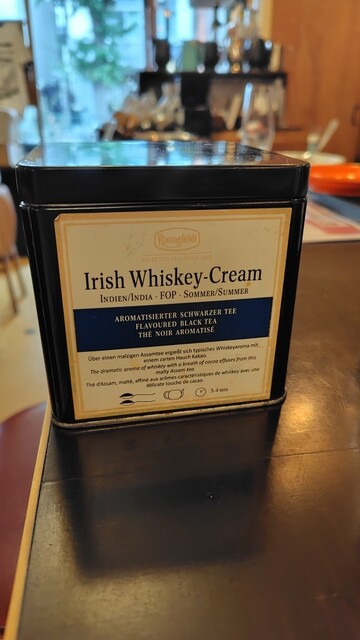 Ronnefeldt
Irish Whiskey-Cream
INDIEN/INDIA · FOP · SOMMER/SUMMER
AROMATISIERTER SCHWARZER TEE
FLAVOURED BLACK TEA
THÉ NOIR AROMATISÉ
Über einen malzigen Assamtee ergießt sich typisches Whiskeyaroma mit
einem zarten Hauch Kakao.
The dramatic aroma of whiskey with a breath of cocoa effuses from this
malty Assam tea.
Thé d'Assam, malté, affiné aux arômes caractéristiques de whiskey avec une
délicate touche de cacao.
3-4 MIN